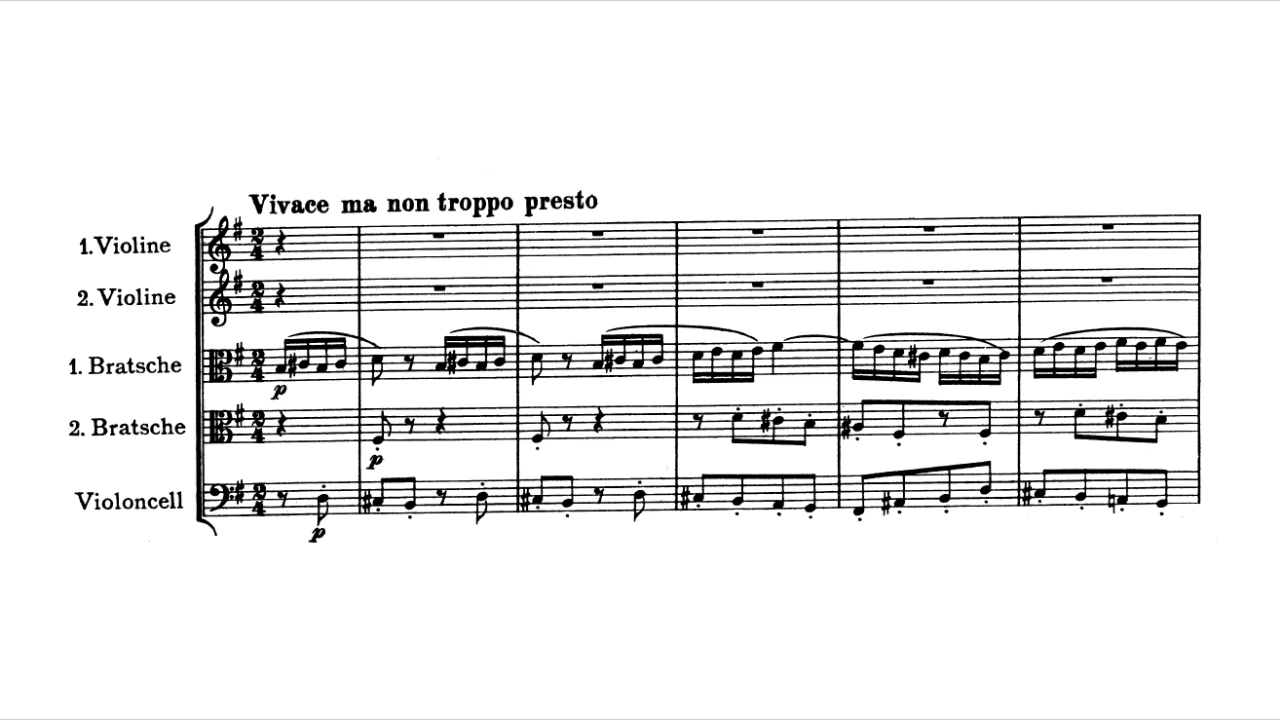 Vivace ma non troppo presto
1. Violine
2. Violine
1. Bratsche
p
2. Bratsche
p
Violoncell
p